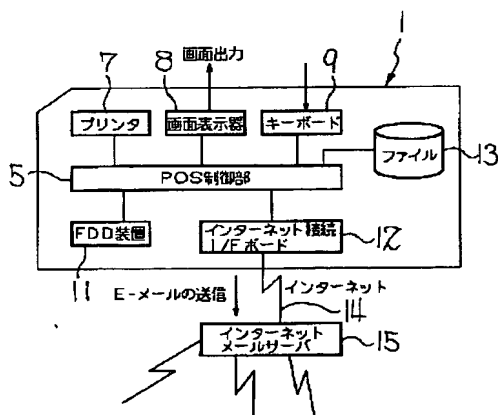 画面出力
1
7
8
9
プリンタ
画面表示器
キーボード
ファイル
13
5
POS制御部
FDD装置
インターネット接続
I/Fボード
12
11
E-メールの送信
インターネット
14
インターネット
メールサーバ
15